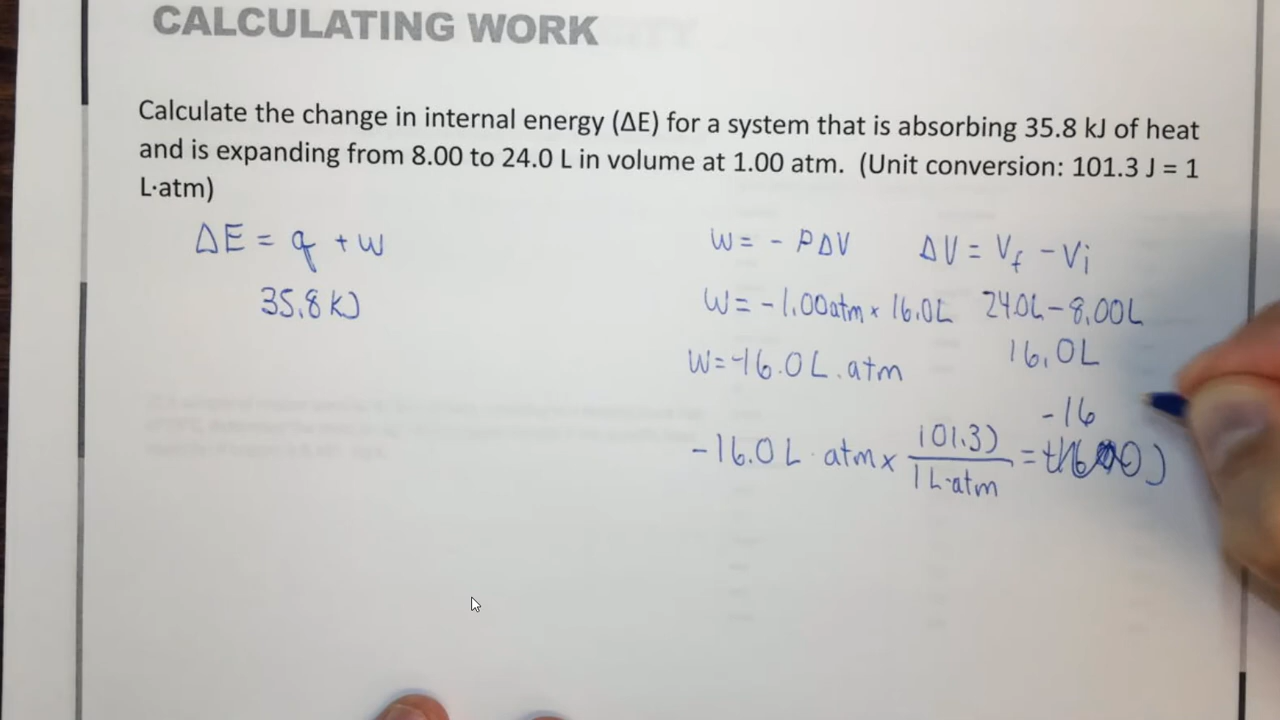 CALCULATING WORK
Calculate the change in internal energy (ΔE) for a system that is absorbing 35.8 kJ of heat
and is expanding from 8.00 to 24.0 L in volume at 1.00 atm. (Unit conversion: 101.3 J = 1
L·atm)
ΔE = q + w
35.8 kJ
W = - PΔV
ΔV = Vf - Vi
W = -1.00atm × 16.0L
24.0L - 8.00L
16.0L
W = -16.0 L. atm
-16
-16.0 L · atm × 101.3J / 1 L·atm =